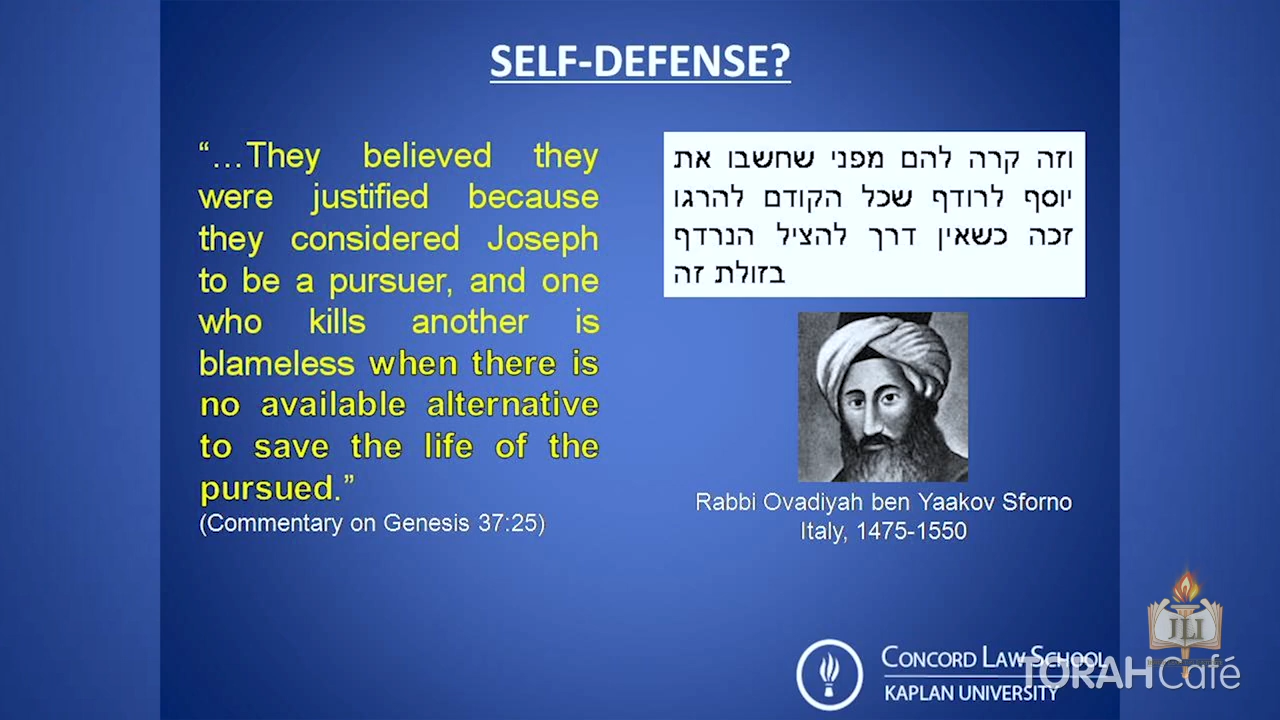 SELF-DEFENSE?
“…They believed they
were justified because
they considered Joseph
to be a pursuer, and one
who kills another is
blameless when there is
no available alternative
to save the life of the
pursued.”
(Commentary on Genesis 37:25)
וזה קרה להם מפני שחשבו את
יוסף לרודף שכל הקודם להרגו
זכה כשאין דרך להציל הנרדף
בזולת זה
Rabbi Ovadiyah ben Yaakov Sforno
Italy, 1475-1550
JLI
CONCORD LAW SCHOOL
KAPLAN UNIVERSITY
TORAHCafé